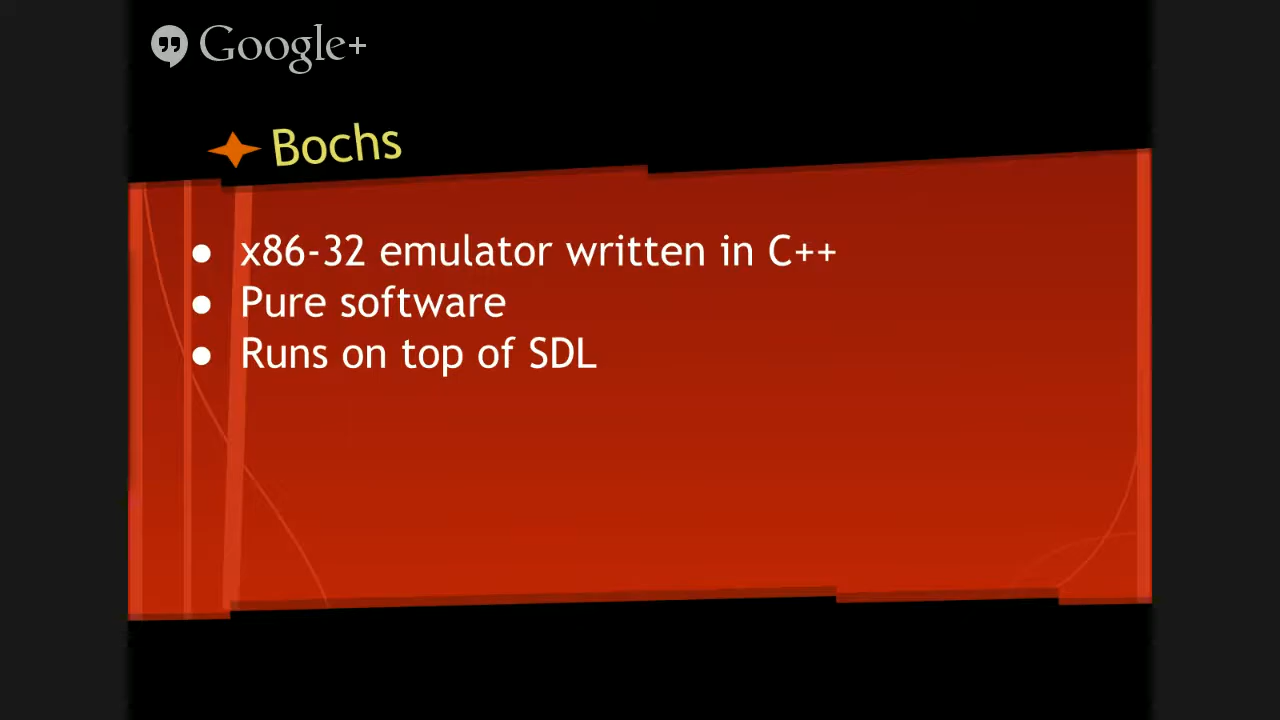 Google+
Bochs
● x86-32 emulator written in C++
● Pure software
● Runs on top of SDL